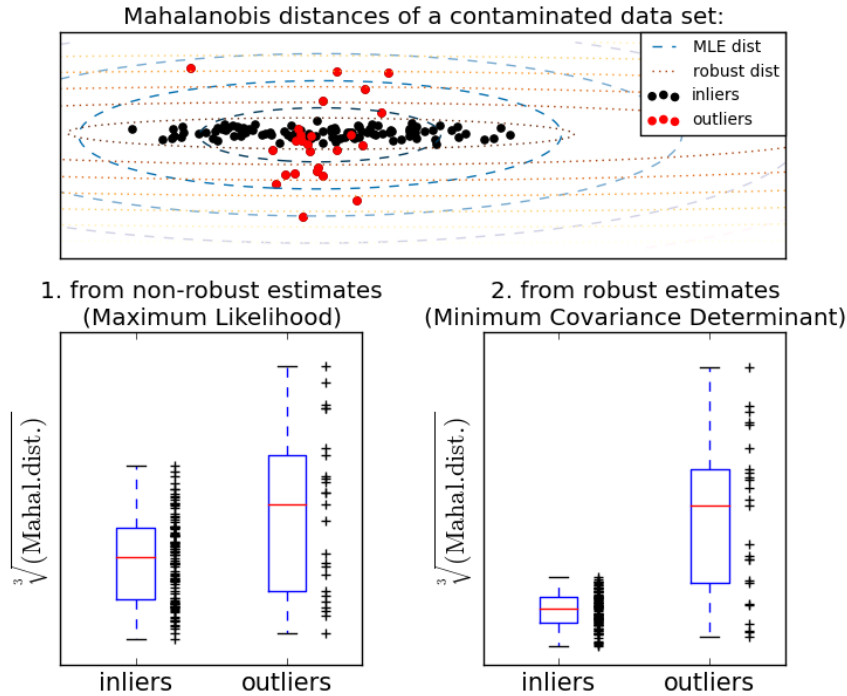 Mahalanobis distances of a contaminated data set:
MLE dist
robust dist
inliers
outliers
1. from non-robust estimates
(Maximum Likelihood)
∛(Mahal.dist.)
inliers outliers
2. from robust estimates
(Minimum Covariance Determinant)
∛(Mahal.dist.)
inliers outliers